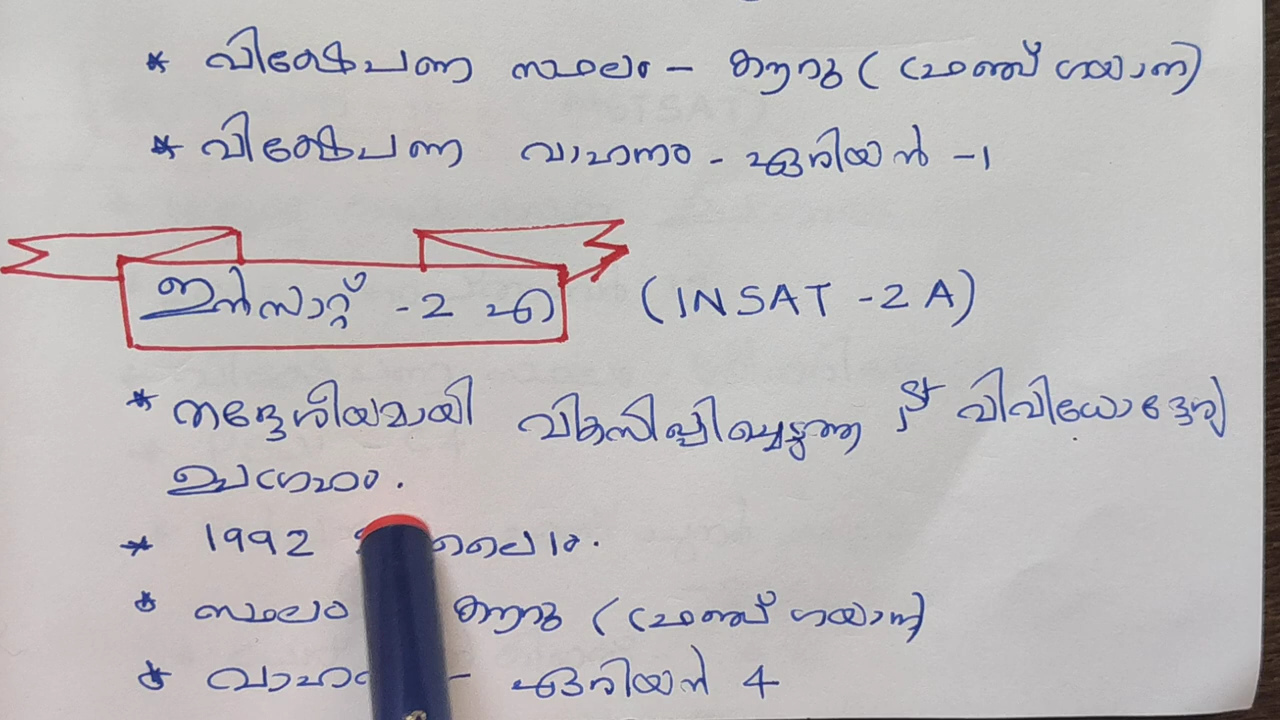 * വിക്ഷേപണ സ്ഥലം - കൗറു ( ഫ്രഞ്ച് ഗയാന)
* വിക്ഷേപണ വാഹനം - ഏരിയൻ -1
ഇൻസാറ്റ് - 2 എ (INSAT -2A)
* തദ്ദേശീയമായി വികസിപ്പിച്ചെടുത്ത വിവിധോദ്ദേശ്യ
ഉപഗ്രഹം.
* 1992
* സ്ഥലം കൗറു ( ഫ്രഞ്ച് ഗയാന)
* - ഏരിയൻ 4